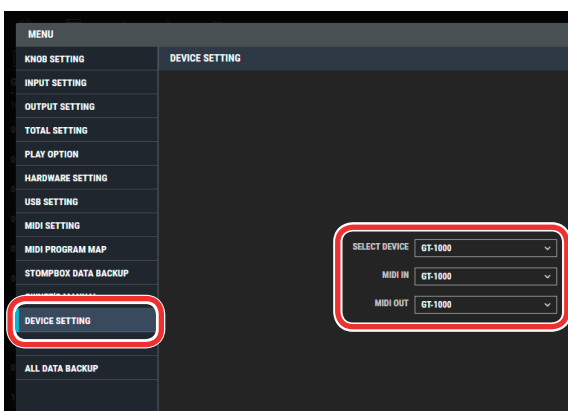 MENU
KNOB SETTING
DEVICE SETTING
INPUT SETTING
OUTPUT SETTING
TOTAL SETTING
PLAY OPTION
HARDWARE SETTING
USB SETTING
MIDI SETTING
MIDI PROGRAM MAP
STOMPBOX DATA BACKUP
DEVICE SETTING
ALL DATA BACKUP
SELECT DEVICE GT-1000
MIDI IN GT-1000
MIDI OUT GT-1000